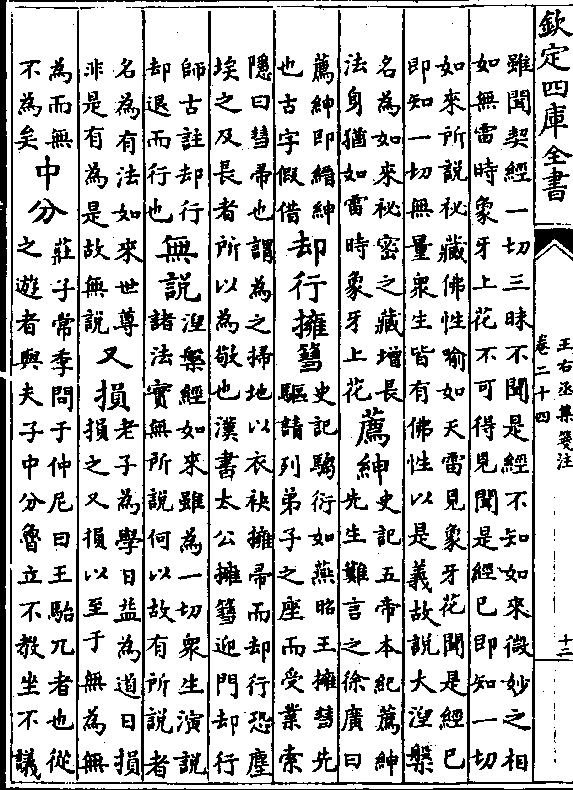 欽定四庫全書
王右丞集箋注
卷二十四
十二
雖聞契經一切三昧不聞是經不知如來微妙之相
如無雷時象牙上花不可得見聞是經已即知一切
如來所說秘藏佛性喻如天雷見象牙花聞是經已
即知一切無量衆生皆有佛性以是義故說大湼槃
名為如來祕密之藏增長
法身猶如雷時象牙上花
薦紳
史記五帝本紀薦紳
先生難言之徐廣曰
薦紳即縉紳
也古字假借
却行擁篲
史記騶衍如燕昭王擁彗先
驅請列弟子之座而受業索
隱曰彗帚也謂為之掃地以衣袂擁帚而却行恐塵
埃之及長者所以為敬也漢書太公擁篲迎門却行
師古註却行
却退而行也
無說
湼槃經如來雖為一切衆生演說
諸法實無所說何以故有所說者
名為有法如來世尊
非是有為是故無說
又損
老子為學日益為道日損
損之又損以至于無為無
為而無
不為矣
中分
莊子常季問于仲尼曰王駘兀者也從
之遊者與夫子中分魯立不教坐不議